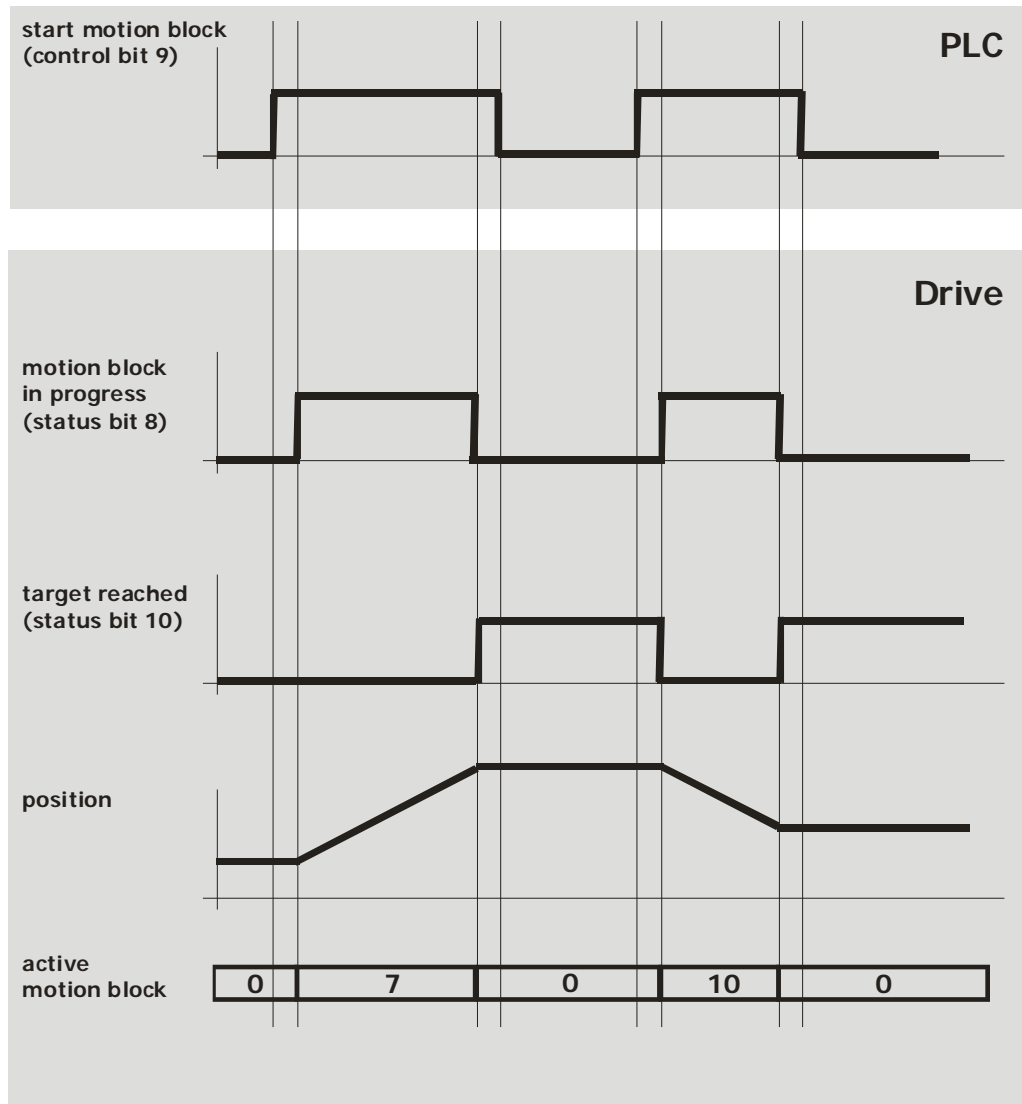 start motion block
(control bit 9)
PLC
Drive
motion block
in progress
(status bit 8)
target reached
(status bit 10)
position
active
motion block
0 7 0 10 0